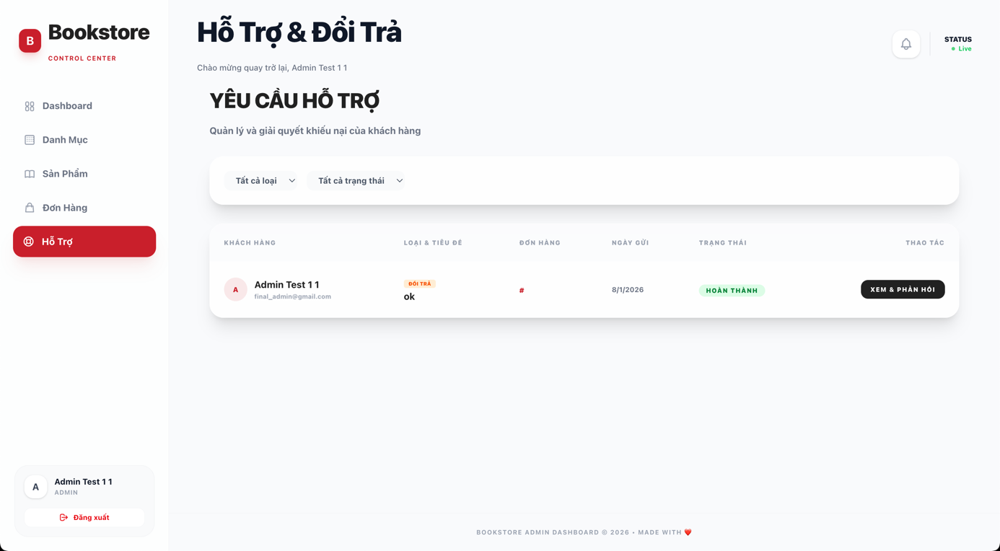 B
Bookstore
CONTROL CENTER
Dashboard
Danh Mục
Sản Phẩm
Đơn Hàng
Hỗ Trợ
A
Admin Test 1 1
ADMIN
Đăng xuất
Hỗ Trợ & Đổi Trả
Chào mừng quay trở lại, Admin Test 1 1
STATUS
Live
YÊU CẦU HỖ TRỢ
Quản lý và giải quyết khiếu nại của khách hàng
Tất cả loại
Tất cả trạng thái
KHÁCH HÀNG LOẠI & TIÊU ĐỀ ĐƠN HÀNG NGÀY GỬI TRẠNG THÁI THAO TÁC
A
Admin Test 1 1
final_admin@gmail.com
ĐỔI TRẢ
ok
#
8/1/2026
HOÀN THÀNH
XEM & PHẢN HỒI
BOOKSTORE ADMIN DASHBOARD © 2026 • MADE WITH ❤️